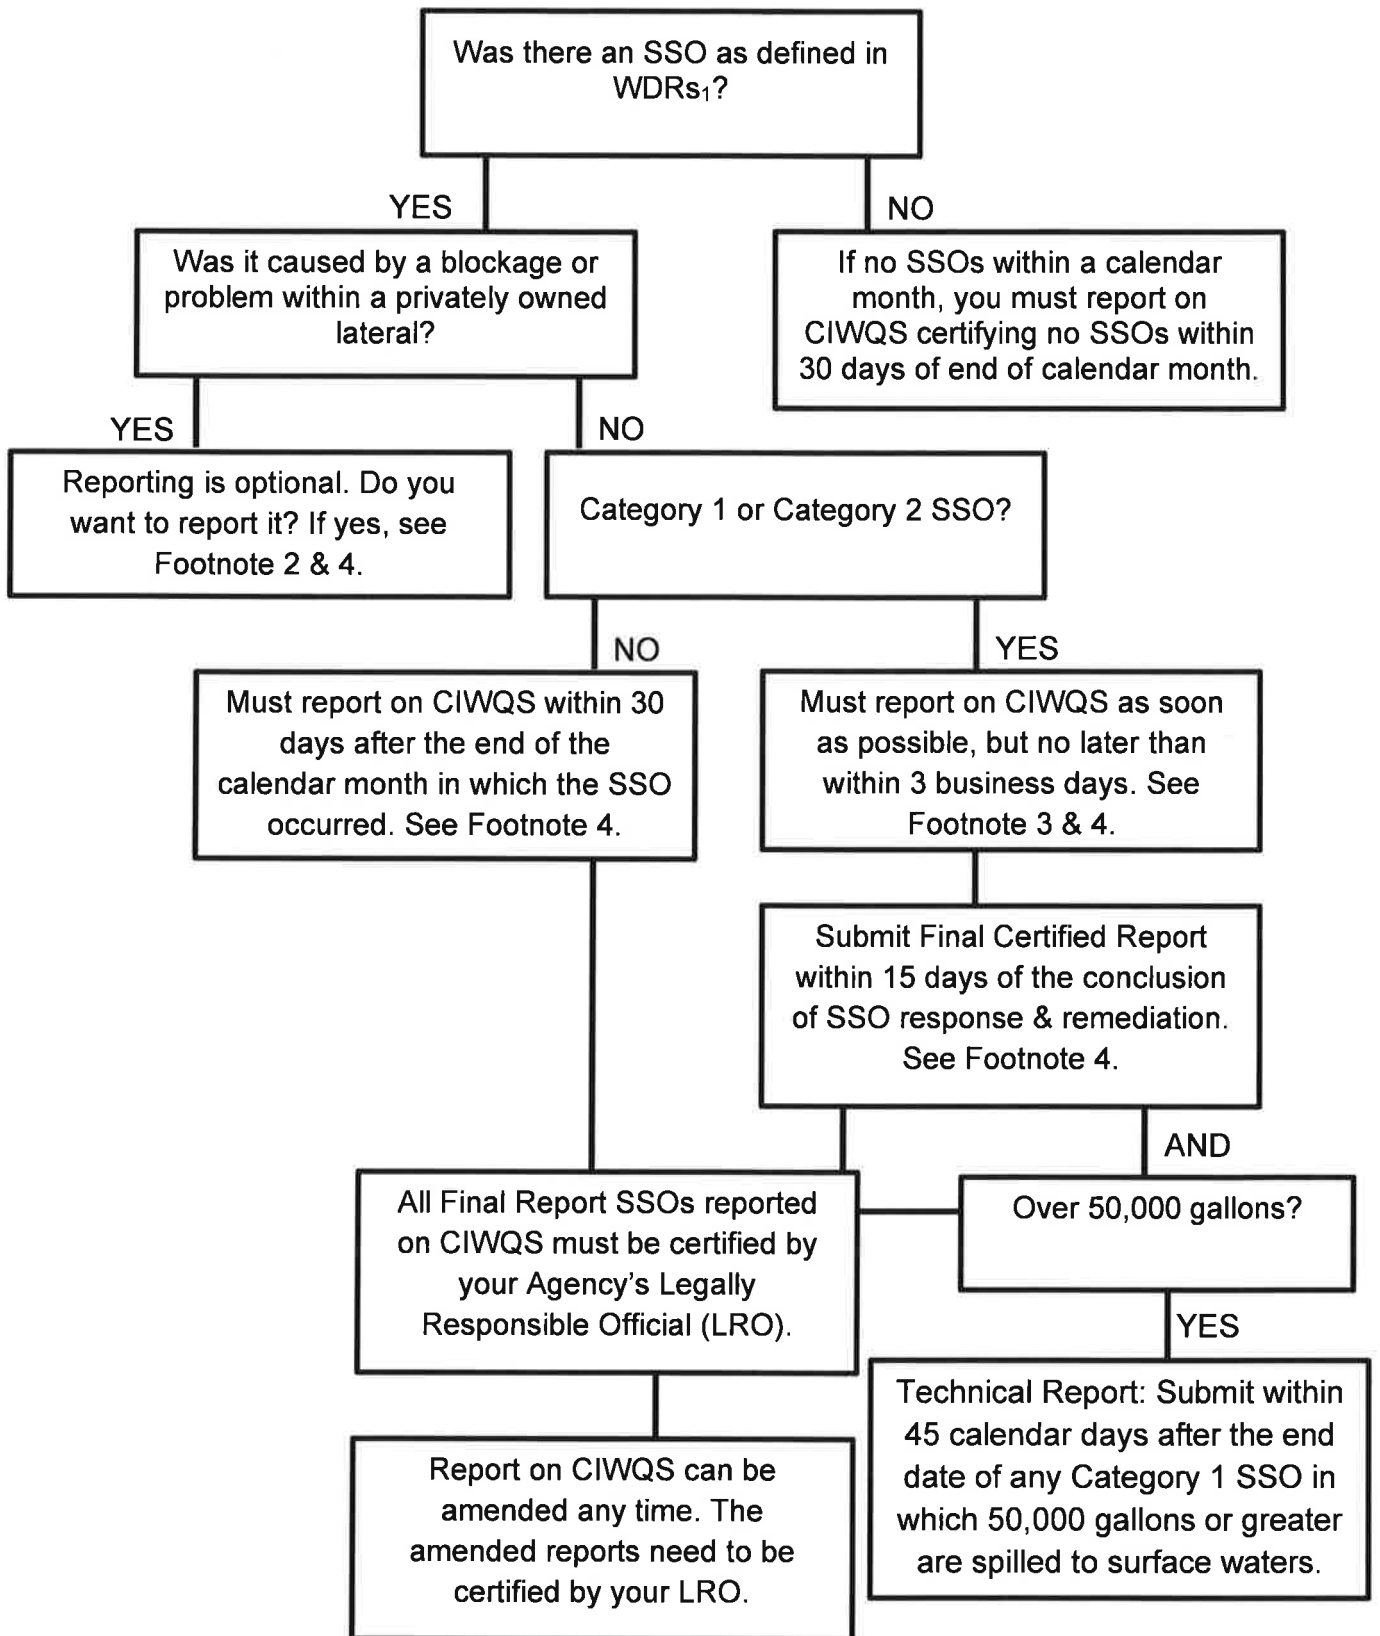 Was there an SSO as defined in
WDRs₁?
YES
NO
Was it caused by a blockage or
problem within a privately owned
lateral?
If no SSOs within a calendar
month, you must report on
CIWQS certifying no SSOs within
30 days of end of calendar month.
YES
NO
Reporting is optional. Do you
want to report it? If yes, see
Footnote 2 & 4.
Category 1 or Category 2 SSO?
NO
YES
Must report on CIWQS within 30
days after the end of the
calendar month in which the SSO
occurred. See Footnote 4.
Must report on CIWQS as soon
as possible, but no later than
within 3 business days. See
Footnote 3 & 4.
Submit Final Certified Report
within 15 days of the conclusion
of SSO response & remediation.
See Footnote 4.
AND
All Final Report SSOs reported
on CIWQS must be certified by
your Agency's Legally
Responsible Official (LRO).
Over 50,000 gallons?
YES
Technical Report: Submit within
45 calendar days after the end
date of any Category 1 SSO in
which 50,000 gallons or greater
are spilled to surface waters.
Report on CIWQS can be
amended any time. The
amended reports need to be
certified by your LRO.